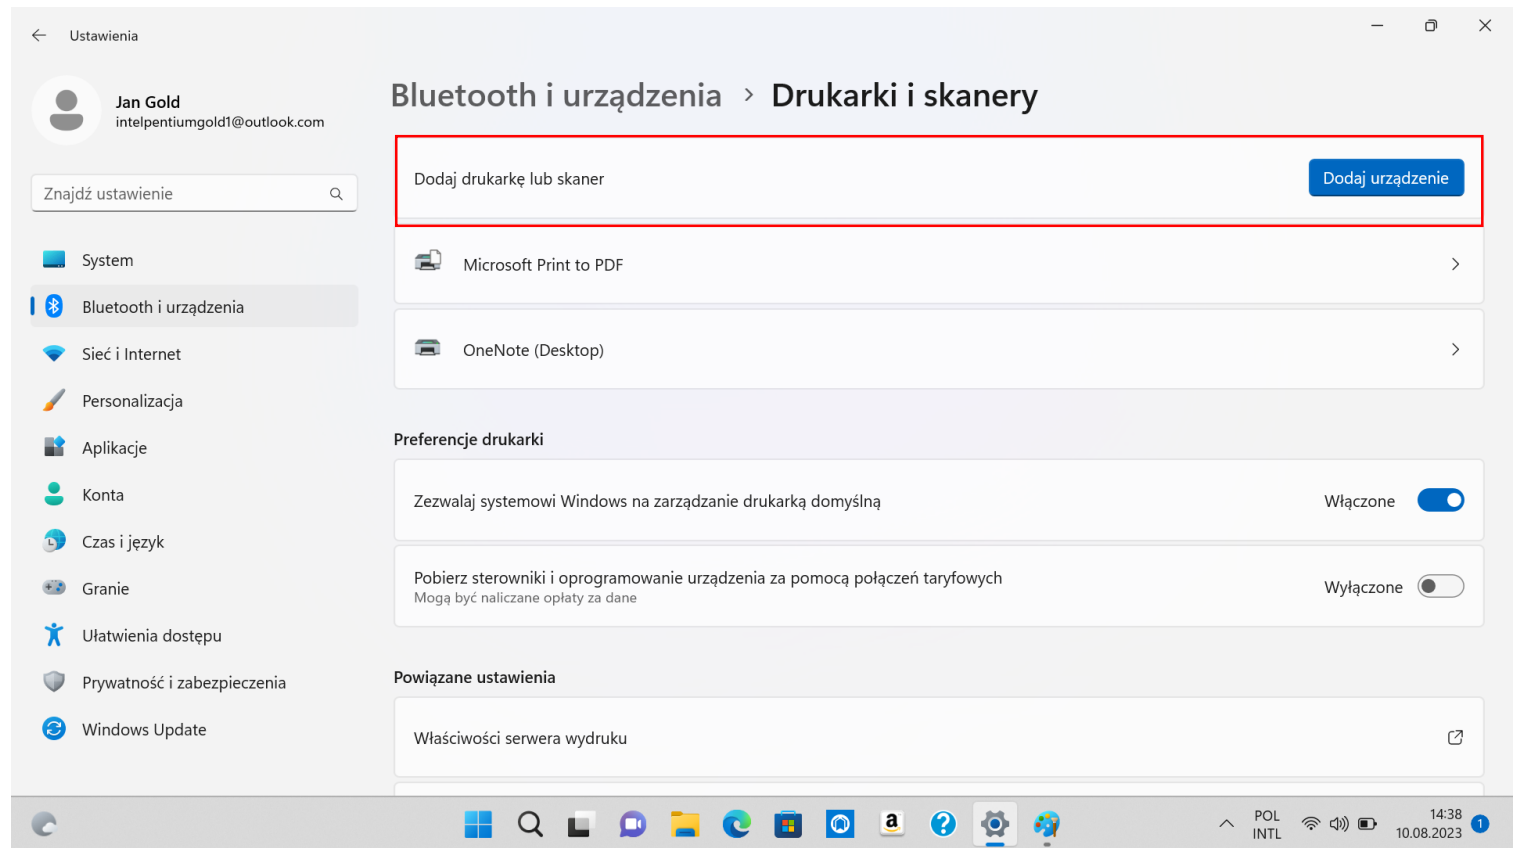 Ustawienia
Jan Gold
intelpentiumgold1@outlook.com
Znajdź ustawienie
System
Bluetooth i urządzenia
Sieć i Internet
Personalizacja
Aplikacje
Konta
Czas i język
Granie
Ułatwienia dostępu
Prywatność i zabezpieczenia
Windows Update
Bluetooth i urządzenia > Drukarki i skanery
Dodaj drukarkę lub skaner
Dodaj urządzenie
Microsoft Print to PDF
OneNote (Desktop)
Preferencje drukarki
Zezwalaj systemowi Windows na zarządzanie drukarką domyślną
Włączone
Pobierz sterowniki i oprogramowanie urządzenia za pomocą połączeń taryfowych
Mogą być naliczane opłaty za dane
Wyłączone
Powiązane ustawienia
Właściwości serwera wydruku
a
?
POL
INTL
14:38
10.08.2023
1